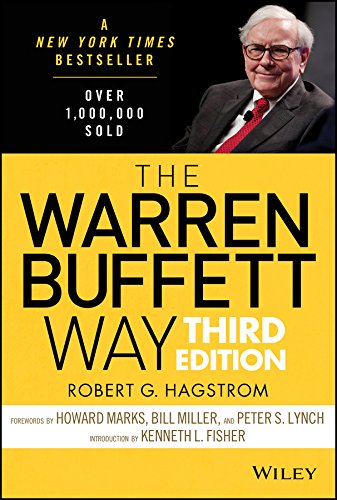 A
NEW YORK TIMES
BESTSELLER
OVER
1,000,000
SOLD
THE
WARREN
BUFFETT
WAY THIRD
EDITION
ROBERT G. HAGSTROM
FOREWORDS BY HOWARD MARKS, BILL MILLER, AND PETER S. LYNCH
INTRODUCTION BY KENNETH L. FISHER
WILEY